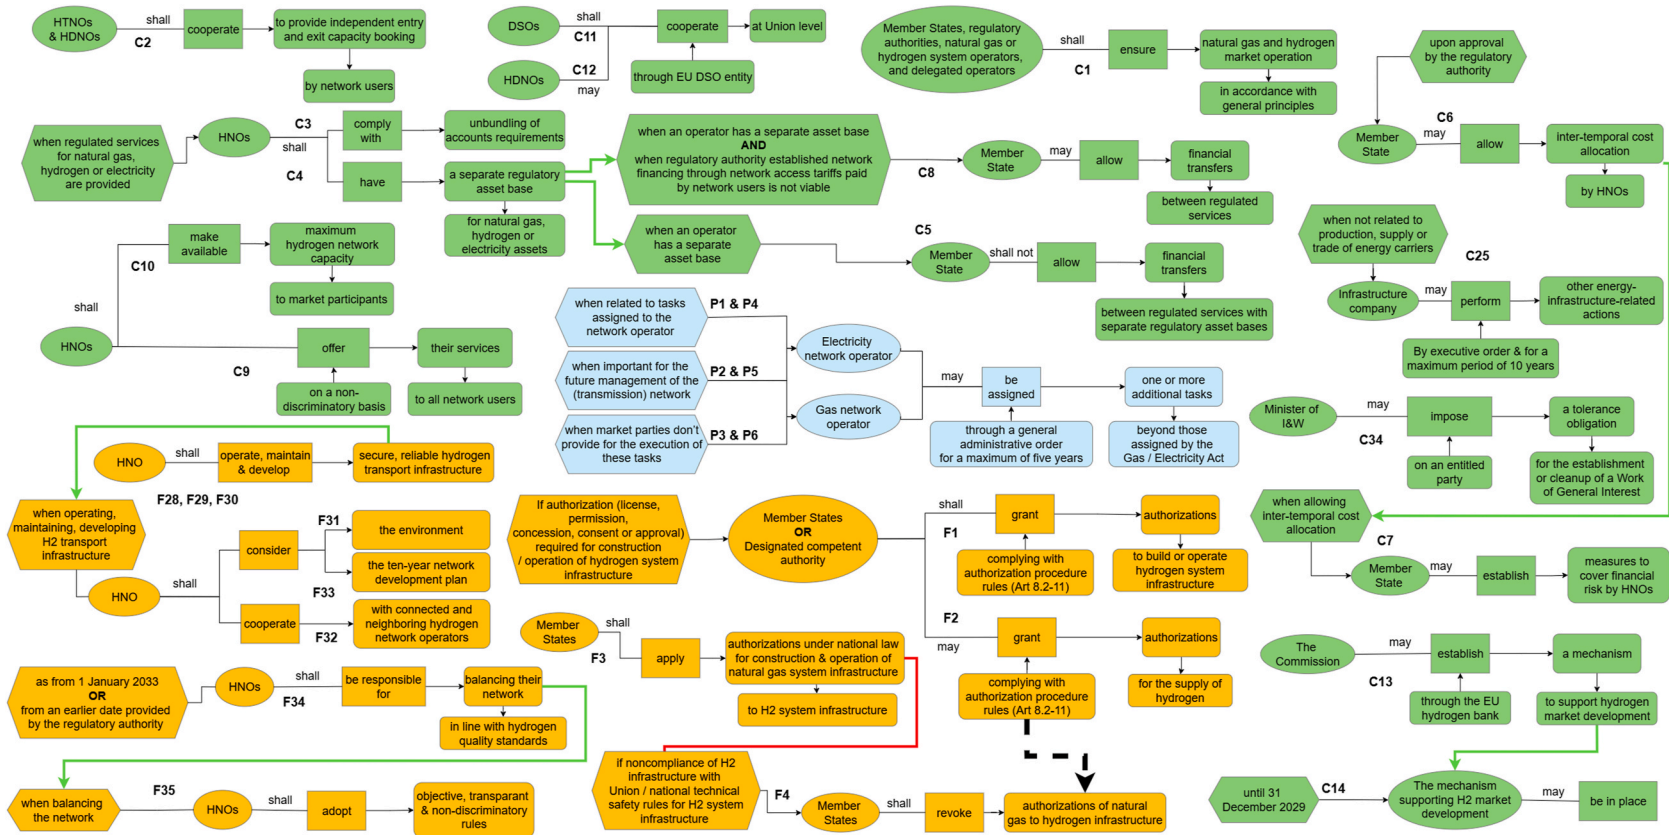 HTNOs
& HDNOs
shall
C2
cooperate
to provide independent entry
and exit capacity booking
by network users
DSOs
shall
C11
HDNOs
C12
may
cooperate
through EU DSO entity
at Union level
Member States, regulatory
authorities, natural gas or
hydrogen system operators,
and delegated operators
shall
C1
ensure
natural gas and hydrogen
market operation
in accordance with
general principles
upon approval
by the regulatory
authority
Member
State
C6
may
allow
inter-temporal cost
allocation
by HNOs
when regulated services
for natural gas,
hydrogen or electricity
are provided
HNOs
C3
shall
C4
comply
with
unbundling of
accounts requirements
have
a separate regulatory
asset base
for natural gas,
hydrogen or
electricity assets
when an operator has a separate asset base
AND
when regulatory authority established network
financing through network access tariffs paid
by network users is not viable
C8
Member
State
may
allow
financial
transfers
between regulated
services
when an operator
has a separate
asset base
C5
Member
State
shall not
allow
financial
transfers
between regulated services with
separate regulatory asset bases
when not related to
production, supply or
trade of energy carriers
C25
Infrastructure
company
may
perform
other energy-
infrastructure-related
actions
By executive order & for a
maximum period of 10 years
C10
make
available
maximum
hydrogen network
capacity
to market participants
shall
HNOs
C9
offer
on a non-
discriminatory basis
their services
to all network users
when related to tasks
assigned to the
network operator
P1 & P4
when important for the
future management of the
(transmission) network
P2 & P5
when market parties don't
provide for the execution of
these tasks
P3 & P6
Electricity
network operator
Gas network
operator
may
be
assigned
through a general
administrative order
for a maximum of five years
one or more
additional tasks
beyond those
assigned by the
Gas / Electricity Act
Minister of
I&W
may
C34
impose
on an entitled
party
a tolerance
obligation
for the establishment
or cleanup of a Work
of General Interest
HNO
shall
F28, F29, F30
operate, maintain
& develop
secure, reliable hydrogen
transport infrastructure
when operating,
maintaining, developing
H2 transport
infrastructure
HNO
shall
consider
F31
the environment
F33
the ten-year network
development plan
cooperate
F32
with connected and
neighboring hydrogen
network operators
If authorization (license,
permission,
concession, consent or approval)
required for construction
/ operation of hydrogen system
infrastructure
Member States
OR
Designated competent
authority
shall
F1
grant
complying with
authorization procedure
rules (Art 8.2-11)
authorizations
to build or operate
hydrogen system
infrastructure
F2
may
grant
complying with
authorization procedure
rules (Art 8.2-11)
authorizations
for the supply of
hydrogen
when allowing
inter-temporal cost
allocation
C7
Member
State
may
establish
measures to
cover financial
risk by HNOs
Member
States
shall
F3
apply
authorizations under national law
for construction & operation of
natural gas system infrastructure
to H2 system infrastructure
The
Commission
may
C13
establish
through the EU
hydrogen bank
a mechanism
to support hydrogen
market development
as from 1 January 2033
OR
from an earlier date provided
by the regulatory authority
HNOs
shall
F34
be responsible
for
balancing their
network
in line with hydrogen
quality standards
when balancing
the network
F35
HNOs
shall
adopt
objective, transparant
& non-discriminatory
rules
if noncompliance of H2
infrastructure with
Union / national technical
safety rules for H2 system
infrastructure
F4
Member
States
shall
revoke
authorizations of natural
gas to hydrogen infrastructure
until 31
December 2029
C14
The mechanism
supporting H2 market
development
may
be in place